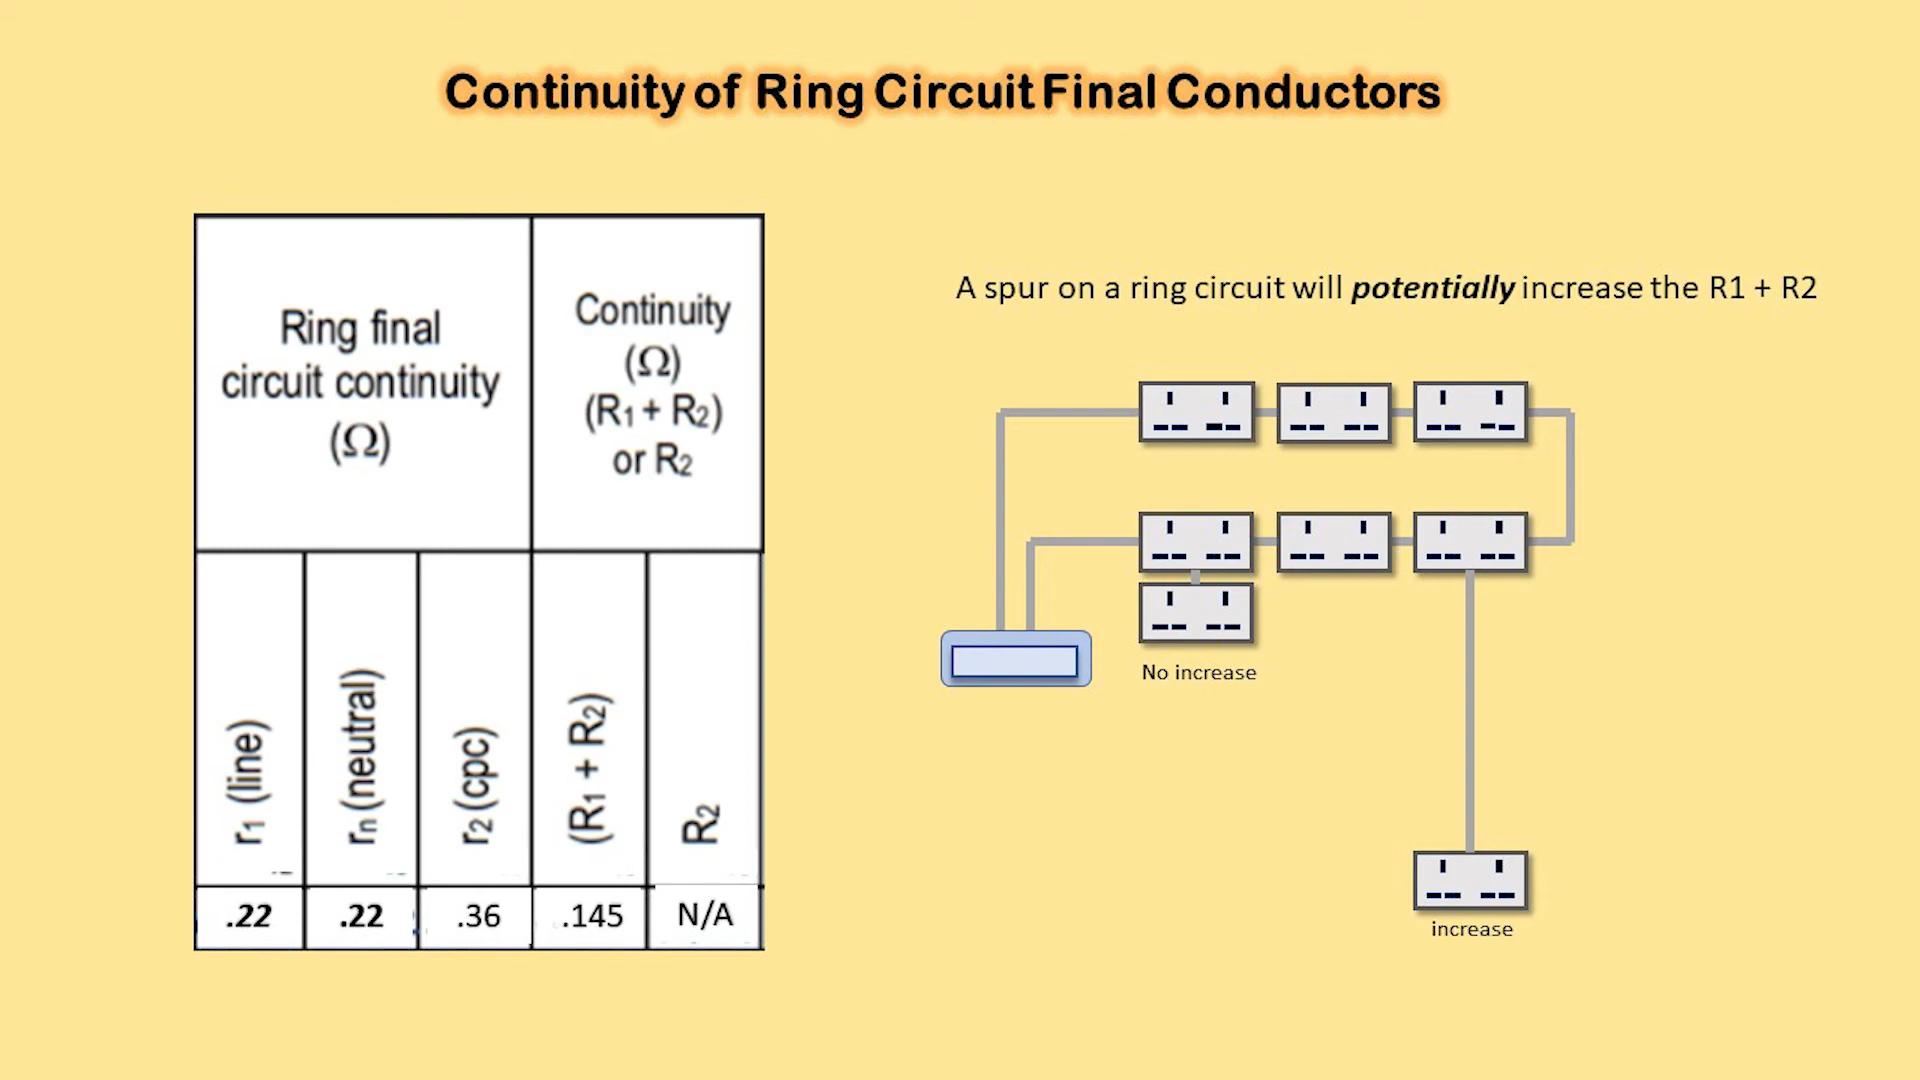 Continuity of Ring Circuit Final Conductors
Ring final
circuit continuity
(Ω)
Continuity
(Ω)
(R1 + R2)
or R2
r1 (line)
rn (neutral)
r2 (cpc)
(R1 + R2)
R2
.22
.22
.36
.145
N/A
A spur on a ring circuit will potentially increase the R1 + R2
No increase
increase